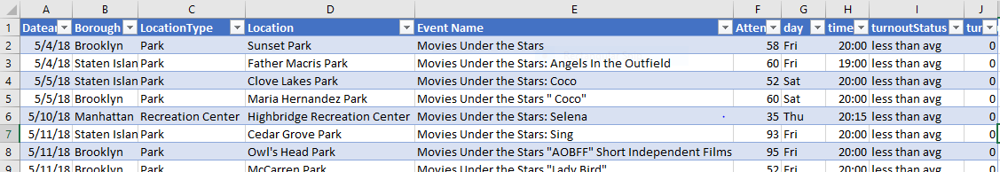 A B C D E F G H I J
1 Datear Borough LocationType Location Event Name Atten day time turnoutStatus tur
2 5/4/18 Brooklyn Park Sunset Park Movies Under the Stars 58 Fri 20:00 less than avg 0
3 5/4/18 Staten Islan Park Father Macris Park Movies Under the Stars: Angels In the Outfield 60 Fri 19:00 less than avg 0
4 5/5/18 Staten Islan Park Clove Lakes Park Movies Under the Stars: Coco 52 Sat 20:00 less than avg 0
5 5/5/18 Brooklyn Park Maria Hernandez Park Movies Under the Stars " Coco" 60 Sat 20:00 less than avg 0
6 5/10/18 Manhattan Recreation Center Highbridge Recreation Center Movies Under the Stars: Selena 35 Thu 20:15 less than avg 0
7 5/11/18 Staten Islan Park Cedar Grove Park Movies Under the Stars: Sing 93 Fri 20:00 less than avg 0
8 5/11/18 Brooklyn Park Owl's Head Park Movies Under the Stars "AOBFF" Short Independent Films 95 Fri 20:00 less than avg 0
9 5/11/18 Brooklyn Park McCarren Park Movies Under the Stars "Lady Bird" 52 Fri 20:00 less than avg 0